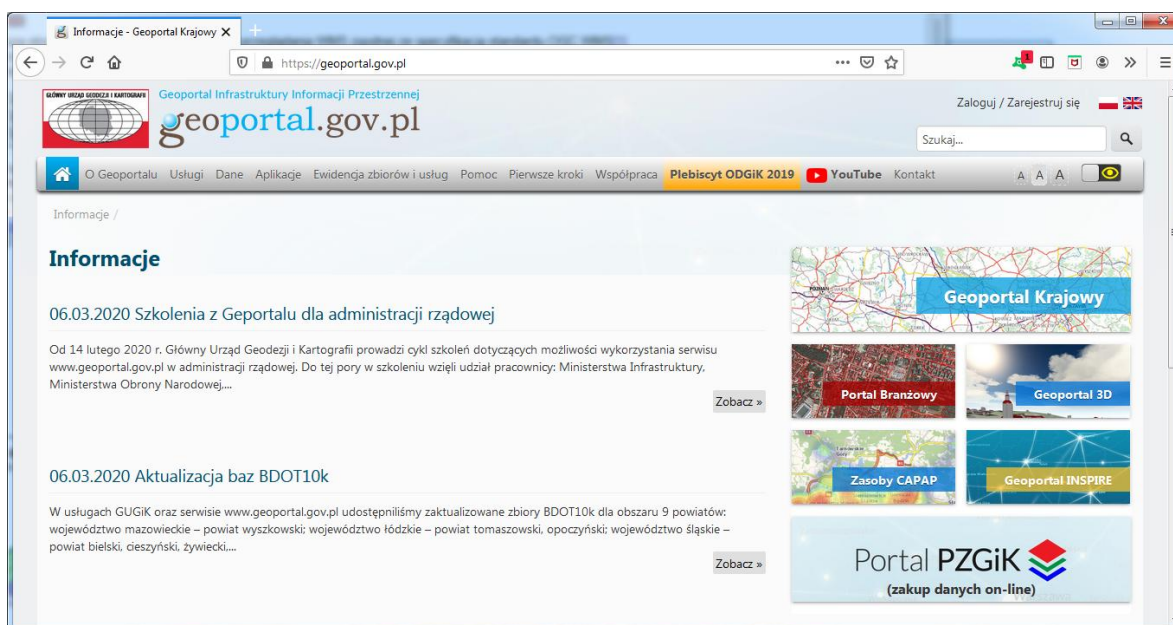 Informacje - Geoportal Krajowy
https://geoportal.gov.pl
GŁÓWNY URZĄD GEODEZJI I KARTOGRAFII
Geoportal Infrastruktury Informacji Przestrzennej
geoportal.gov.pl
Zaloguj / Zarejestruj się
Szukaj...
O Geoportalu Usługi Dane Aplikacje Ewidencja zbiorów i usług Pomoc Pierwsze kroki Współpraca Plebiscyt ODGiK 2019 YouTube Kontakt A A A
Informacje /
Informacje
06.03.2020 Szkolenia z Geportalu dla administracji rządowej
Od 14 lutego 2020 r. Główny Urząd Geodezji i Kartografii prowadzi cykl szkoleń dotyczących możliwości wykorzystania serwisu
www.geoportal.gov.pl w administracji rządowej. Do tej pory w szkoleniu wzięli udział pracownicy: Ministerstwa Infrastruktury,
Ministerstwa Obrony Narodowej,...
Zobacz »
06.03.2020 Aktualizacja baz BDOT10k
W usługach GUGiK oraz serwisie www.geoportal.gov.pl udostępniliśmy zaktualizowane zbiory BDOT10k dla obszaru 9 powiatów:
województwo mazowieckie – powiat wyszkowski; województwo łódzkie – powiat tomaszowski, opoczyński; województwo śląskie –
powiat bielski, cieszyński, żywiecki,...
Zobacz »
Geoportal Krajowy
Portal Branżowy
Geoportal 3D
Zasoby CAPAP
Geoportal INSPIRE
Portal PZGiK
(zakup danych on-line)